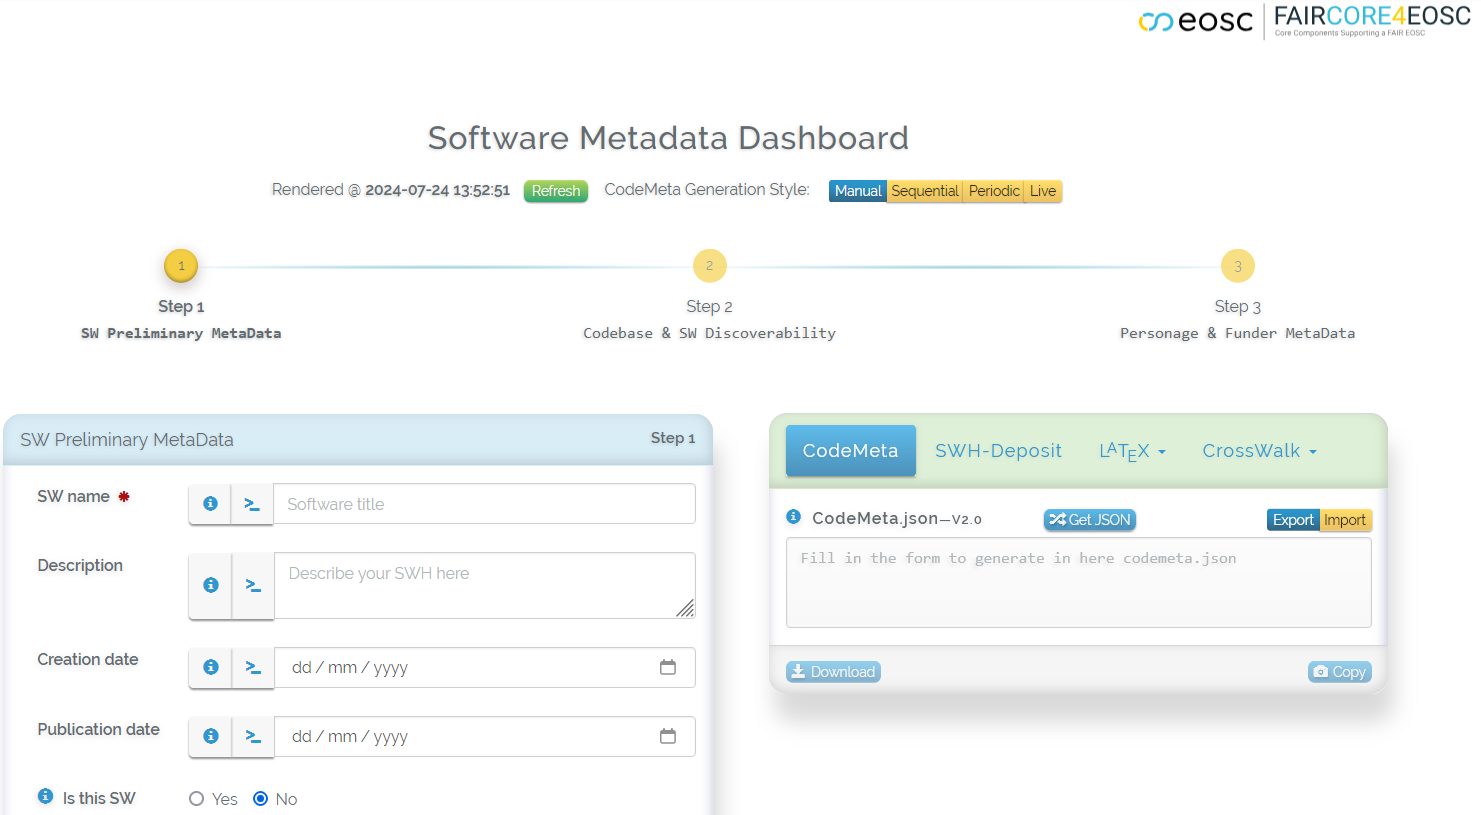 eosc FAIRCORE4EOSC
Core Components Supporting a FAIR EOSC
Software Metadata Dashboard
Rendered @ 2024-07-24 13:52:51 Refresh CodeMeta Generation Style: Manual Sequential Periodic Live
1 2 3
Step 1 Step 2 Step 3
SW Preliminary MetaData Codebase & SW Discoverability Personage & Funder MetaData
SW Preliminary MetaData Step 1
SW name * >_ Software title
Description >_ Describe your SWH here
Creation date >_ dd / mm / yyyy
Publication date >_ dd / mm / yyyy
Is this SW Yes No
CodeMeta SWH-Deposit LATEX CrossWalk
CodeMeta.json—V2.0 Get JSON Export Import
Fill in the form to generate in here codemeta.json
Download Copy